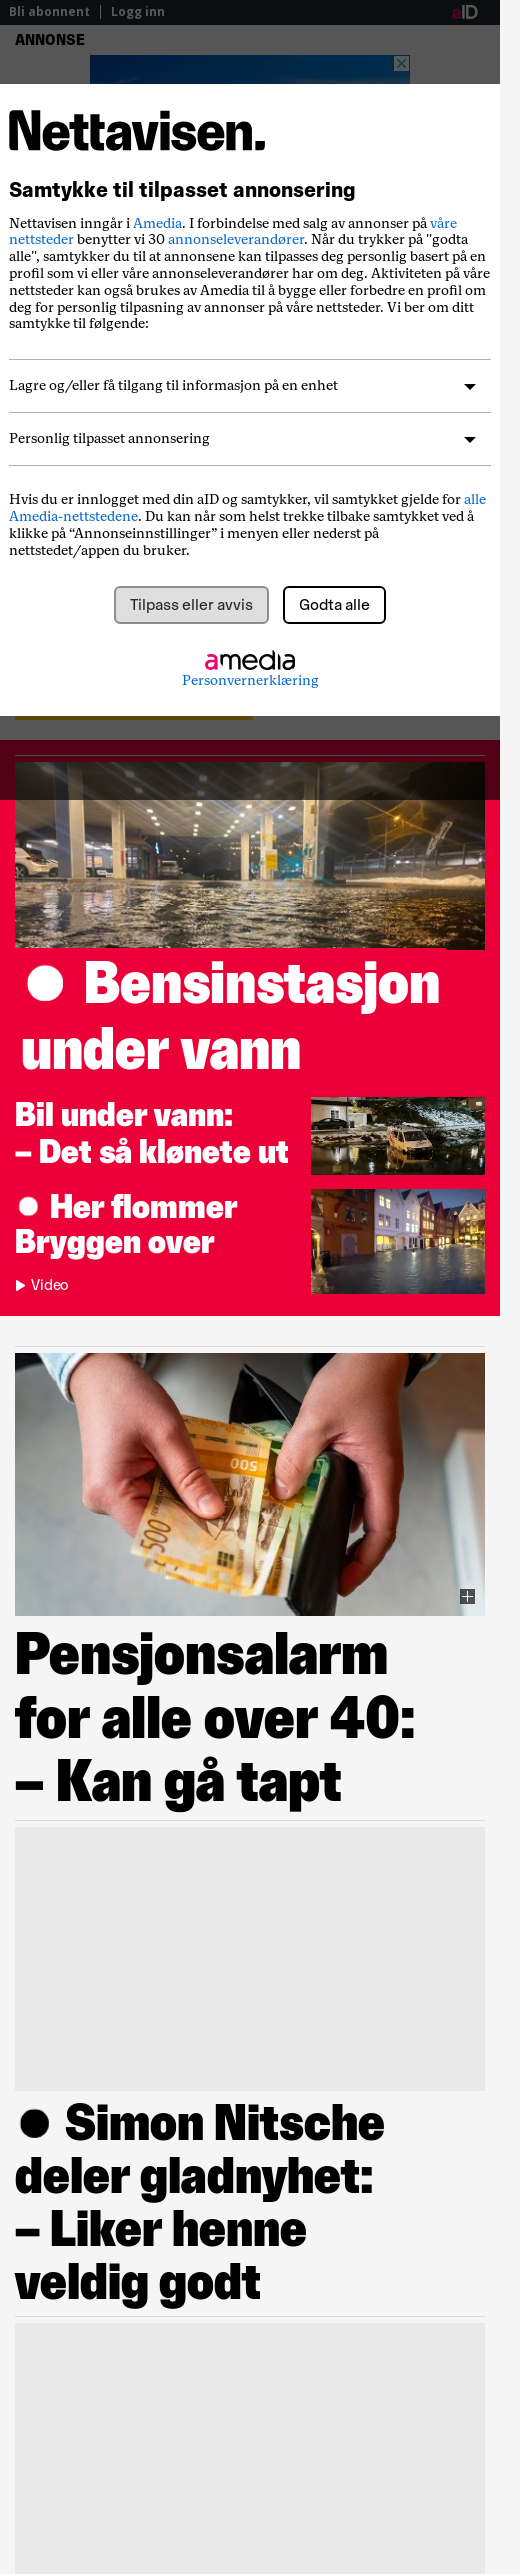 Bli abonnent | Logg inn
aID
ANNONSE
Nettavisen.
Samtykke til tilpasset annonsering
Nettavisen inngår i Amedia. I forbindelse med salg av annonser på våre
nettsteder benytter vi 30 annonseleverandører. Når du trykker på "godta
alle", samtykker du til at annonsene kan tilpasses deg personlig basert på en
profil som vi eller våre annonseleverandører har om deg. Aktiviteten på våre
nettsteder kan også brukes av Amedia til å bygge eller forbedre en profil om
deg for personlig tilpasning av annonser på våre nettsteder. Vi ber om ditt
samtykke til følgende:
Lagre og/eller få tilgang til informasjon på en enhet
Personlig tilpasset annonsering
Hvis du er innlogget med din aID og samtykker, vil samtykket gjelde for alle
Amedia-nettstedene. Du kan når som helst trekke tilbake samtykket ved å
klikke på “Annonseinnstillinger” i menyen eller nederst på
nettstedet/appen du bruker.
Tilpass eller avvis
Godta alle
amedia
Personvernerklæring
Bensinstasjon
under vann
Bil under vann:
– Det så klønete ut
Her flommer
Bryggen over
Video
500
500
Pensjonsalarm
for alle over 40:
– Kan gå tapt
Simon Nitsche
deler gladnyhet:
– Liker henne
veldig godt